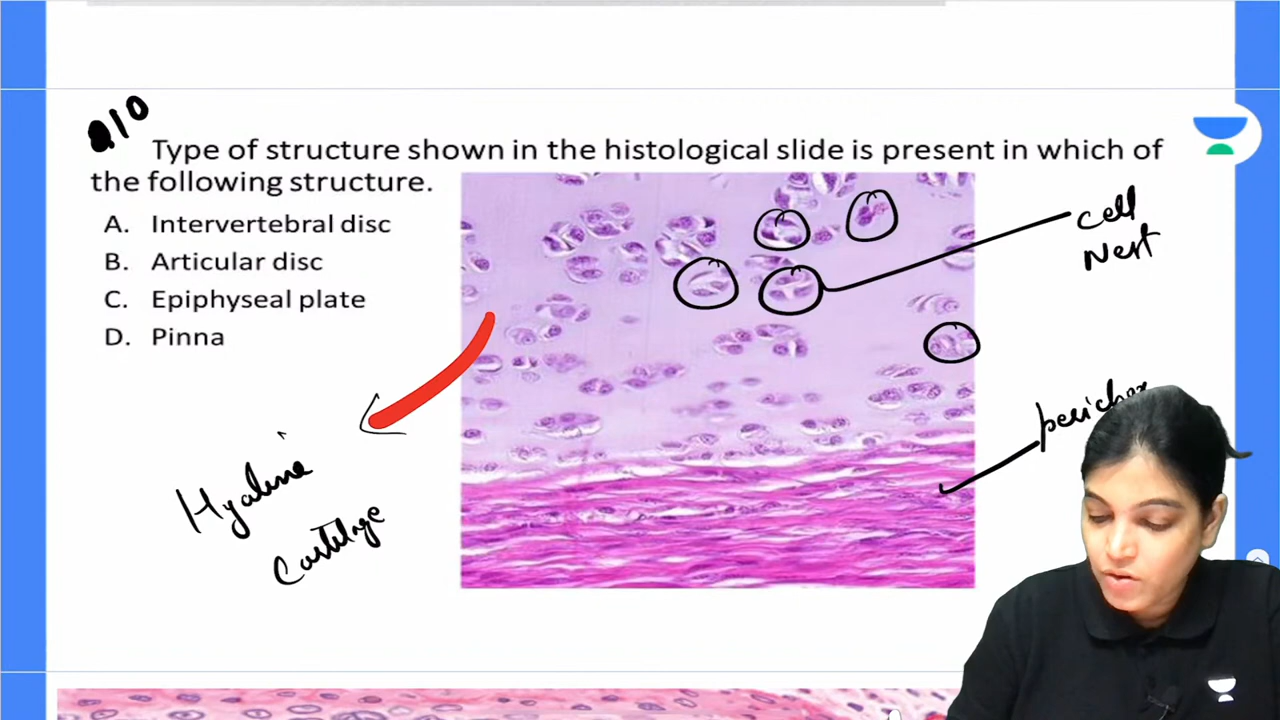 Q10
Type of structure shown in the histological slide is present in which of
the following structure.
A. Intervertebral disc
B. Articular disc
C. Epiphyseal plate
D. Pinna
cell
Nest
Hyaline
Cartilage